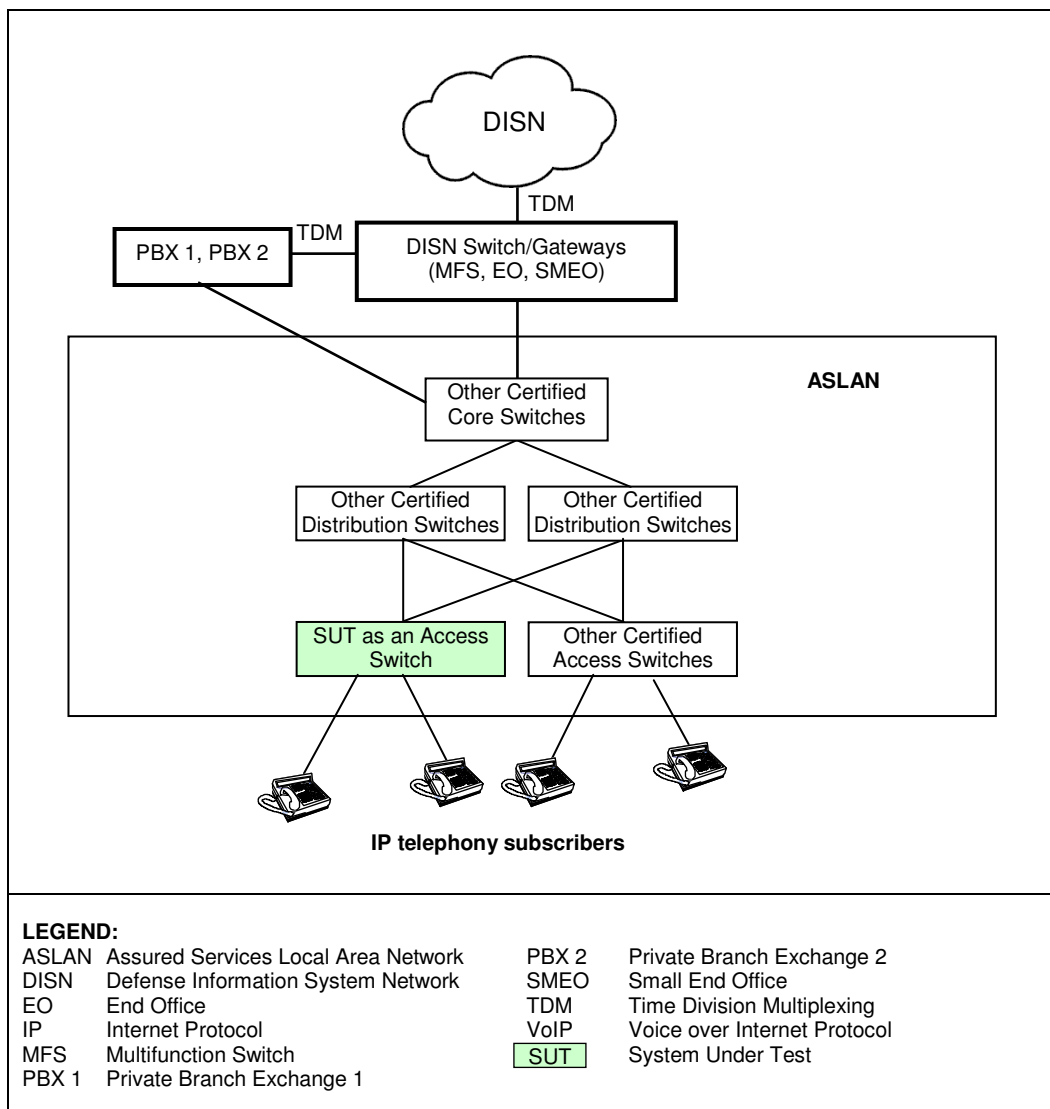 DISN
TDM
TDM
PBX 1, PBX 2
DISN Switch/Gateways
(MFS, EO, SMEO)
ASLAN
Other Certified
Core Switches
Other Certified
Distribution Switches
Other Certified
Distribution Switches
SUT as an Access
Switch
Other Certified
Access Switches
IP telephony subscribers
LEGEND:
ASLAN Assured Services Local Area Network
DISN Defense Information System Network
EO End Office
IP Internet Protocol
MFS Multifunction Switch
PBX 1 Private Branch Exchange 1
PBX 2 Private Branch Exchange 2
SMEO Small End Office
TDM Time Division Multiplexing
VoIP Voice over Internet Protocol
SUT System Under Test